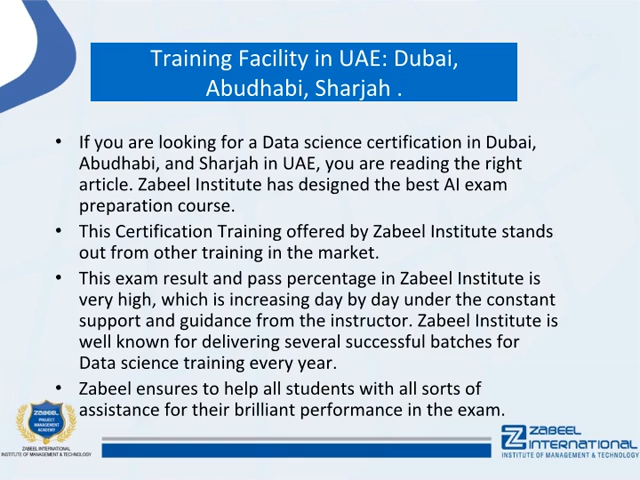 Training Facility in UAE: Dubai,
Abudhabi, Sharjah .
• If you are looking for a Data science certification in Dubai,
Abudhabi, and Sharjah in UAE, you are reading the right
article. Zabeel Institute has designed the best AI exam
preparation course.
• This Certification Training offered by Zabeel Institute stands
out from other training in the market.
• This exam result and pass percentage in Zabeel Institute is
very high, which is increasing day by day under the constant
support and guidance from the instructor. Zabeel Institute is
well known for delivering several successful batches for
Data science training every year.
• Zabeel ensures to help all students with all sorts of
assistance for their brilliant performance in the exam.
ZABEEL
PROJECT
MANAGEMENT
ACADEMY
ZABEEL INTERNATIONAL
INSTITUTE OF MANAGEMENT & TECHNOLOGY
ZABEEL
INTERNATIONAL
INSTITUTE OF MANAGEMENT & TECHNOLOGY